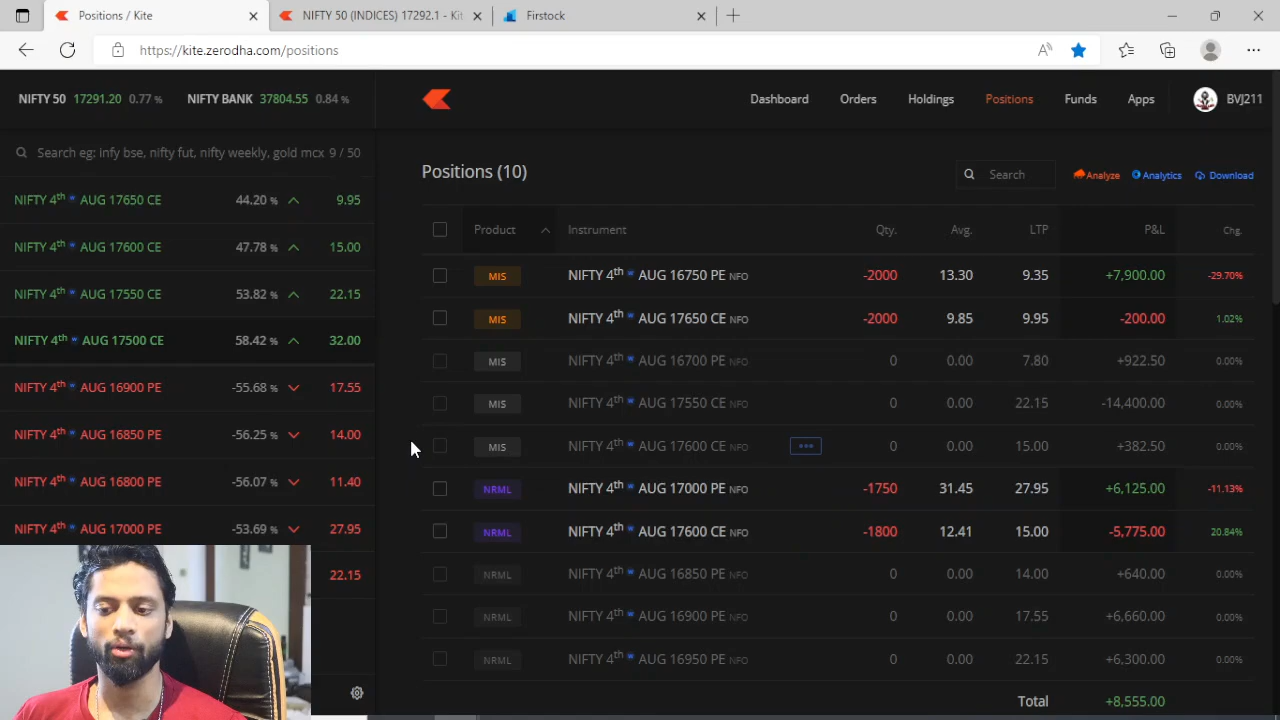 Positions / Kite
NIFTY 50 (INDICES) 17292.1 - Kit
Firstock
https://kite.zerodha.com/positions
NIFTY 50 17291.20 0.77 %
NIFTY BANK 37804.55 0.84 %
Dashboard
Orders
Holdings
Positions
Funds
Apps
BVJ211
Search eg: infy bse, nifty fut, nifty weekly, gold mcx 9 / 50
NIFTY 4th AUG 17650 CE 44.20 % 9.95
NIFTY 4th AUG 17600 CE 47.78 % 15.00
NIFTY 4th AUG 17550 CE 53.82 % 22.15
NIFTY 4th AUG 17500 CE 58.42 % 32.00
NIFTY 4th AUG 16900 PE -55.68 % 17.55
NIFTY 4th AUG 16850 PE -56.25 % 14.00
NIFTY 4th AUG 16800 PE -56.07 % 11.40
NIFTY 4th AUG 17000 PE -53.69 % 27.95
22.15
Positions (10)
Search
Analyze
Analytics
Download
Product Instrument Qty. Avg. LTP P&L Chg.
MIS NIFTY 4th AUG 16750 PE NFO -2000 13.30 9.35 +7,900.00 -29.70%
MIS NIFTY 4th AUG 17650 CE NFO -2000 9.85 9.95 -200.00 1.02%
MIS NIFTY 4th AUG 16700 PE NFO 0 0.00 7.80 +922.50 0.00%
MIS NIFTY 4th AUG 17550 CE NFO 0 0.00 22.15 -14,400.00 0.00%
MIS NIFTY 4th AUG 17600 CE NFO 0 0.00 15.00 +382.50 0.00%
NRML NIFTY 4th AUG 17000 PE NFO -1750 31.45 27.95 +6,125.00 -11.13%
NRML NIFTY 4th AUG 17600 CE NFO -1800 12.41 15.00 -5,775.00 20.84%
NRML NIFTY 4th AUG 16850 PE NFO 0 0.00 14.00 +640.00 0.00%
NRML NIFTY 4th AUG 16900 PE NFO 0 0.00 17.55 +6,660.00 0.00%
NRML NIFTY 4th AUG 16950 PE NFO 0 0.00 22.15 +6,300.00 0.00%
Total +8,555.00